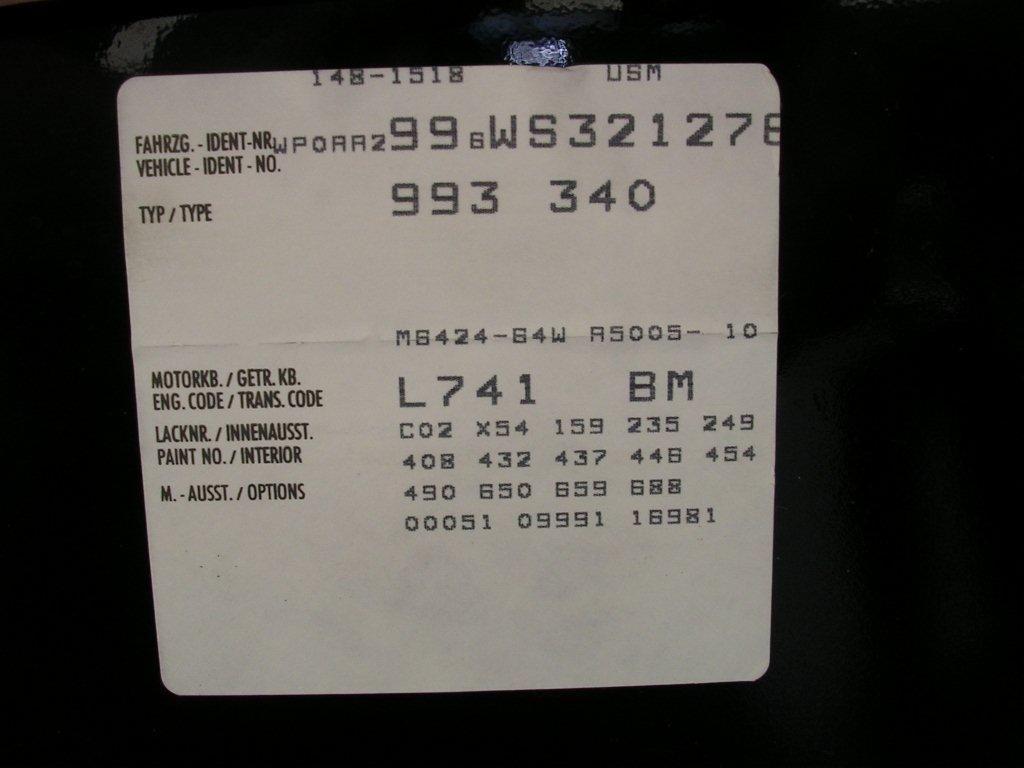 148-1518 USM
FAHRZG. - IDENT-NR. WP0AA2996WS321276
VEHICLE - IDENT - NO.
TYP / TYPE 993 340
M6424-64W A5005- 10
MOTORKB. / GETR. KB.
ENG. CODE / TRANS. CODE L741 BM
LACKNR. / INNENAUSST. C02 X54 159 235 249
PAINT NO. / INTERIOR 408 432 437 446 454
M. - AUSST. / OPTIONS 490 650 659 688
00051 09991 16981